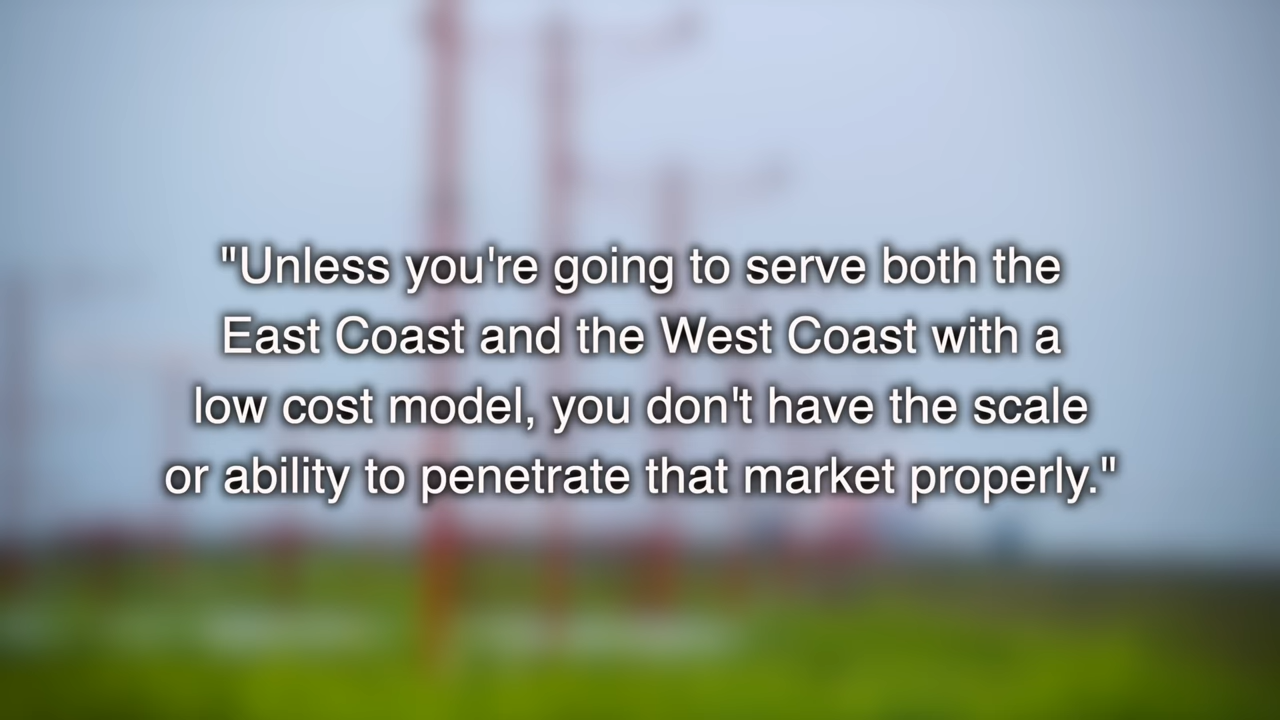 "Unless you're going to serve both the
East Coast and the West Coast with a
low cost model, you don't have the scale
or ability to penetrate that market properly."